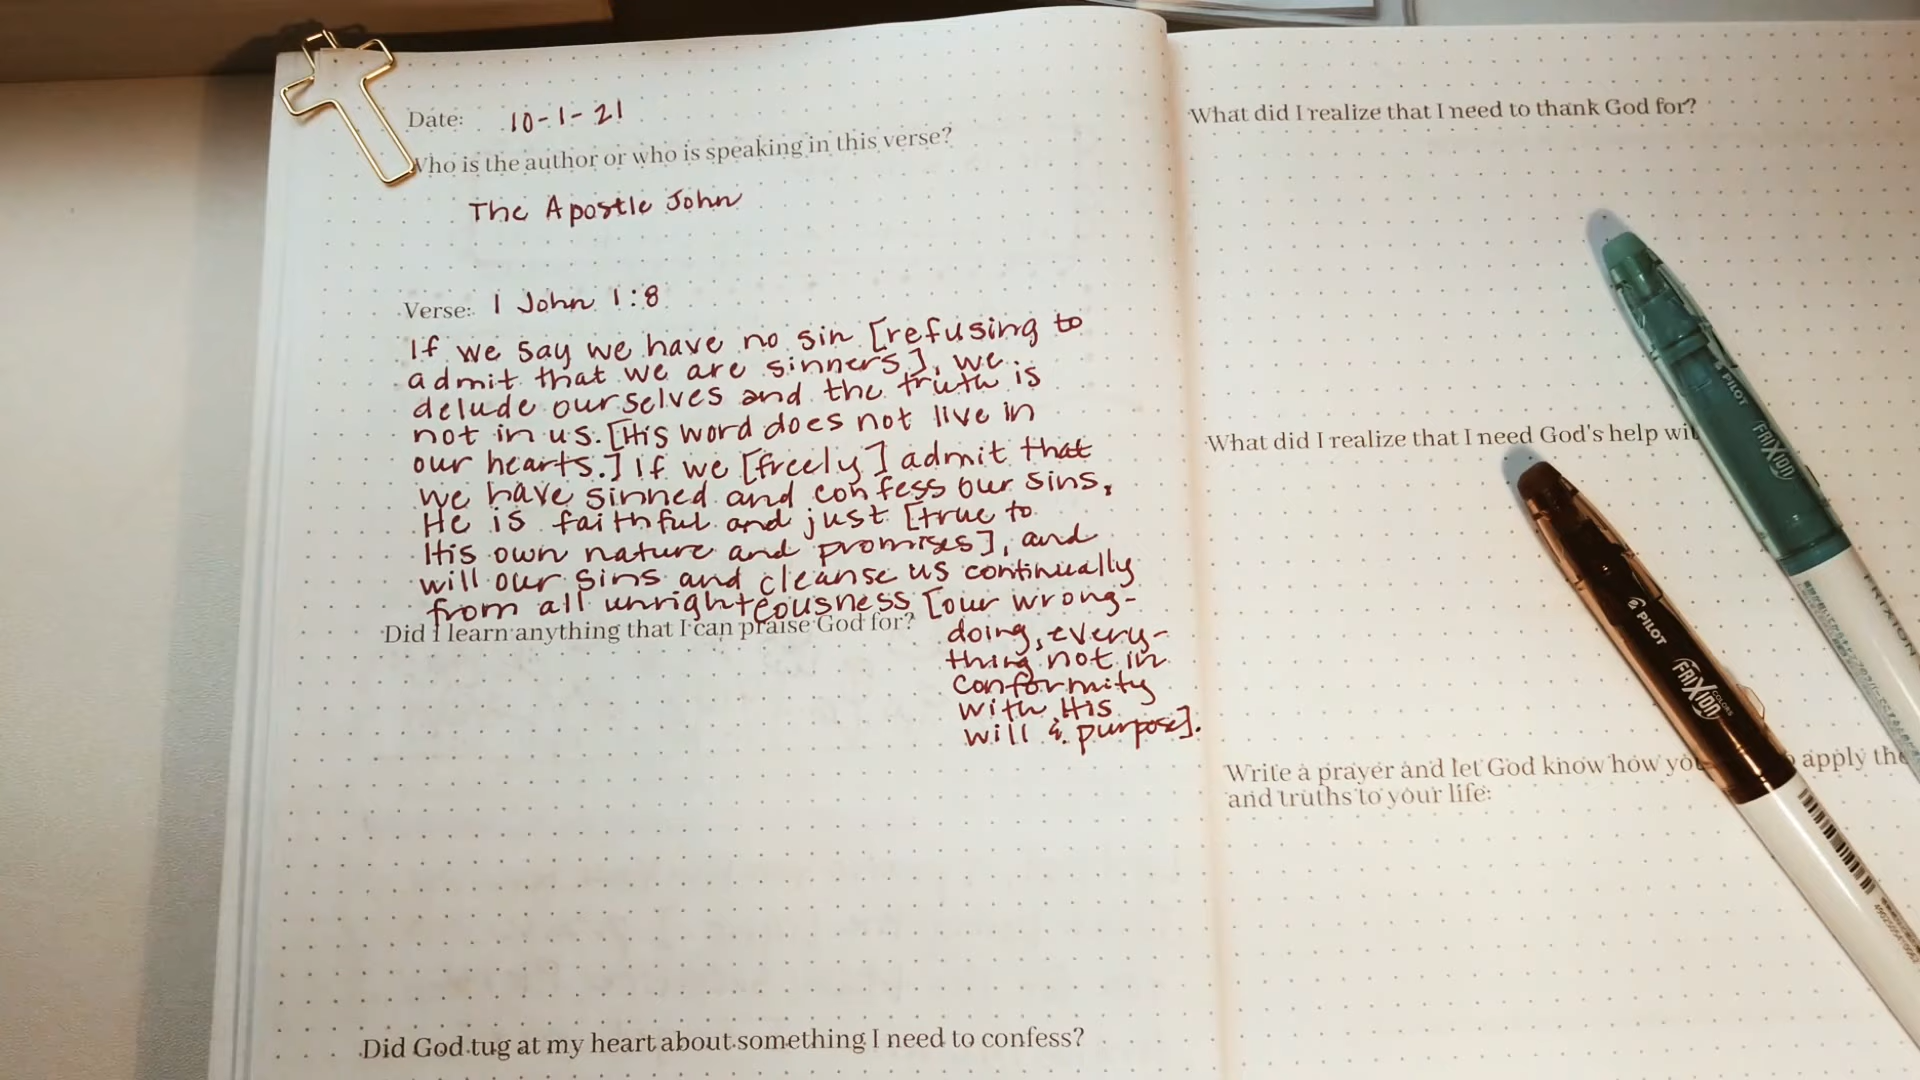 Date: 10-1-21
Who is the author or who is speaking in this verse?
The Apostle John
Verse: 1 John 1:8
If we say we have no sin [refusing to
admit that we are sinners], we
delude ourselves and the truth is
not in us. [His word does not live in
our hearts.] If we [freely] admit that
we have sinned and confess our sins,
He is faithful and just [true to
His own nature and promises], and
will our sins and cleanse us continually
from all unrighteousness [our wrong-
doing, every-
thing not in
conformity
with His
will & purpose].
Did I learn anything that I can praise God for?
Did God tug at my heart about something I need to confess?
What did I realize that I need to thank God for?
What did I realize that I need God's help
Write a prayer and let God know how apply
and truths to your life:
PILOT
FRIXION
FRIXION
PILOT
FRIXION
COLORS